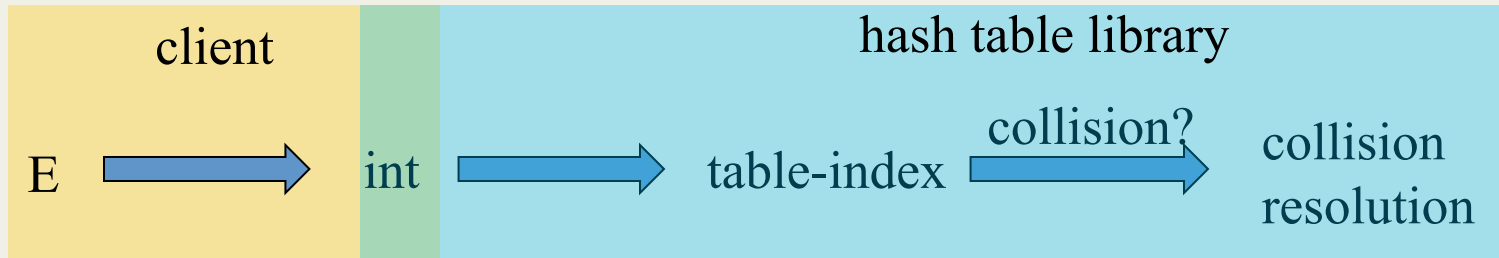 client
hash table library
E
int
table-index
collision?
collision
resolution